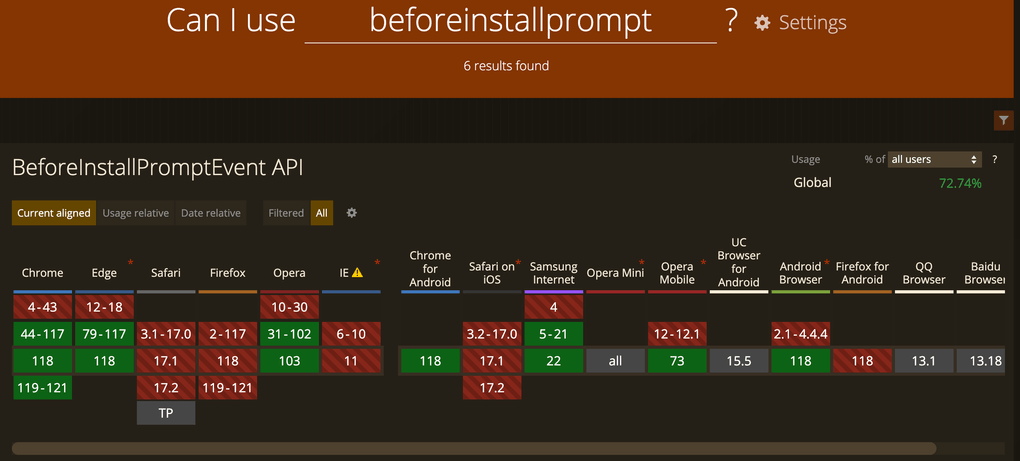 Can I use beforeinstallprompt ? Settings
6 results found
BeforeInstallPromptEvent API
Usage % of all users ?
Global 72.74%
Current aligned Usage relative Date relative Filtered All
Chrome Edge * Safari Firefox Opera IE *
Chrome for Android Safari on iOS * Samsung Internet Opera Mini * Opera Mobile * UC Browser for Android Android Browser * Firefox for Android QQ Browser Baidu Browser
4-43 12-18 10-30 4
44-117 79-117 3.1-17.0 2-117 31-102 6-10 3.2-17.0 5-21 12-12.1 2.1-4.4.4
118 118 17.1 118 103 11 118 17.1 22 all 73 15.5 118 118 13.1 13.18
119-121 17.2 119-121 17.2
TP